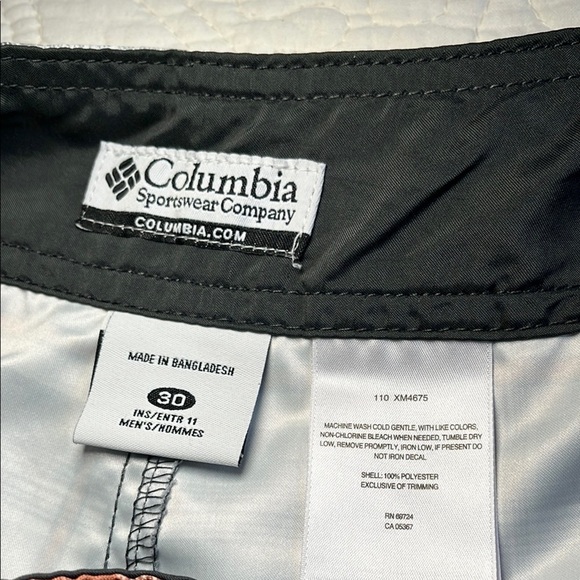 Columbia
Sportswear Company
COLUMBIA.COM
MADE IN BANGLADESH
30
INS/ENTR 11
MEN'S/HOMMES
110 XM4675
MACHINE WASH COLD GENTLE, WITH LIKE COLORS,
NON-CHLORINE BLEACH WHEN NEEDED, TUMBLE DRY
LOW, REMOVE PROMPTLY, IRON LOW, IF PRESENT DO
NOT IRON DECAL
SHELL: 100% POLYESTER
EXCLUSIVE OF TRIMMING
RN 69724
CA 05367